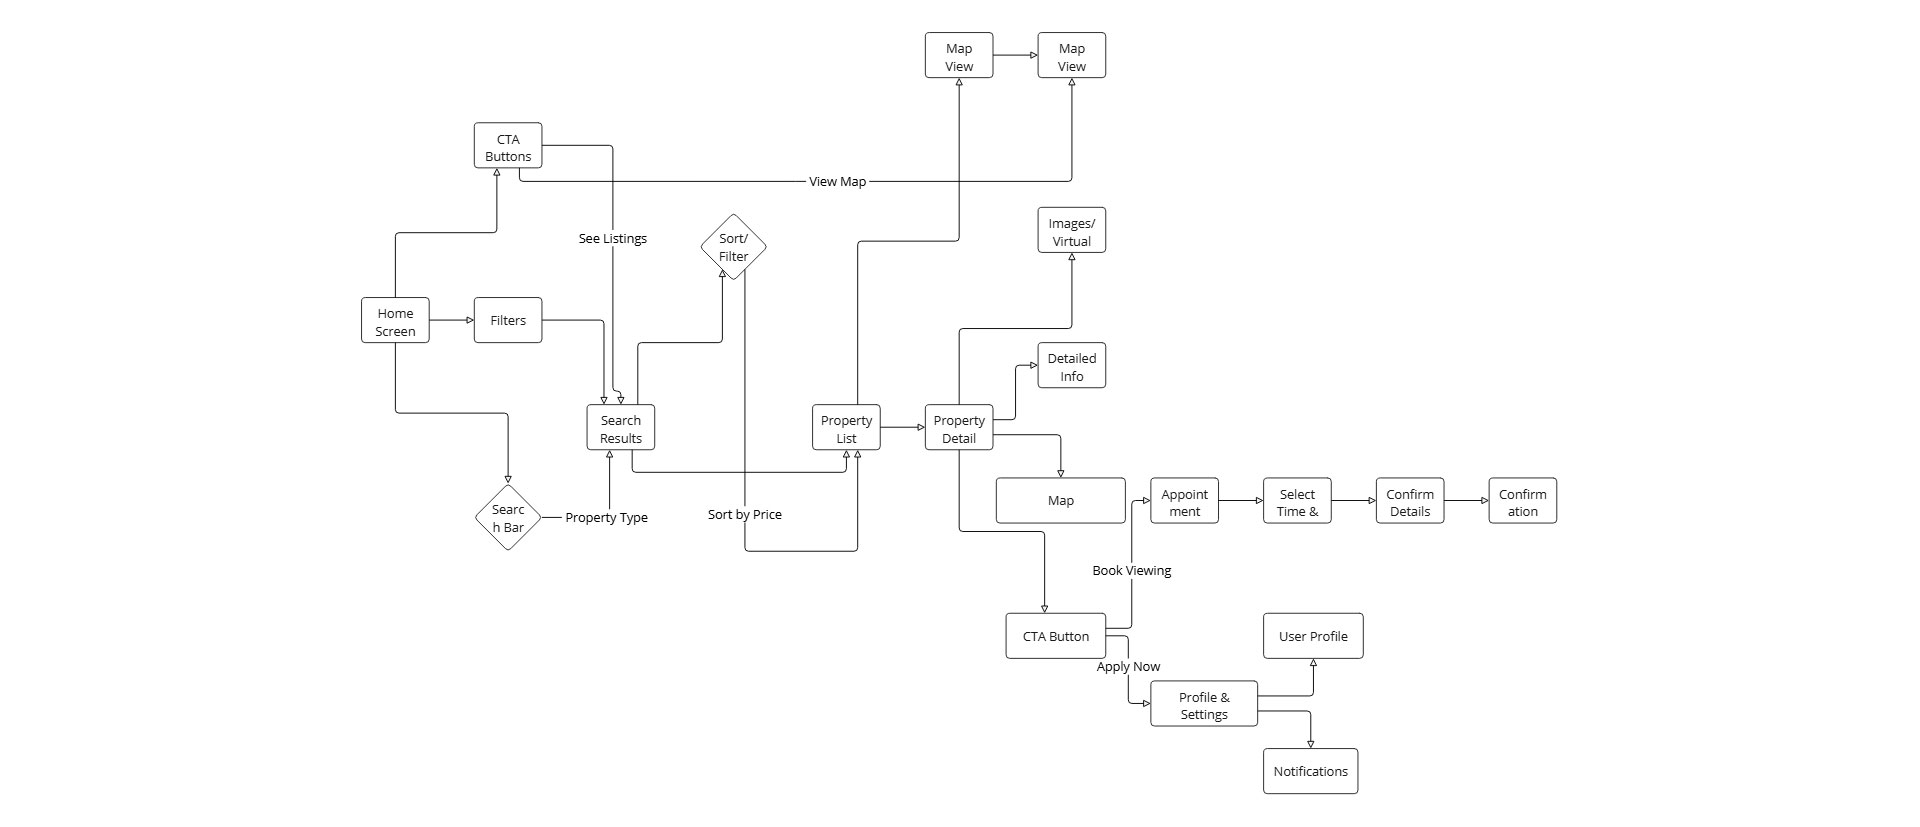 Map
View
Map
View
CTA
Buttons
View Map
See Listings
Sort/
Filter
Images/
Virtual
Home
Screen
Filters
Detailed
Info
Search
Results
Property
List
Property
Detail
Searc
h Bar
Property Type
Sort by Price
Map
Appoint
ment
Select
Time &
Confirm
Details
Confirm
ation
Book Viewing
CTA Button
User Profile
Apply Now
Profile &
Settings
Notifications